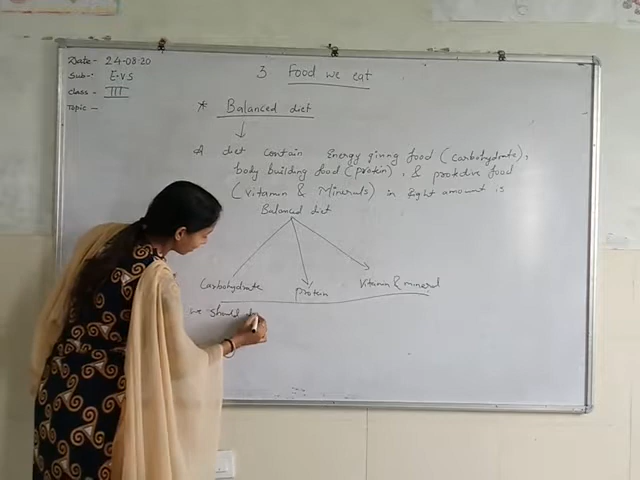 Date- 24-08-20
Sub-: E.V.S
Class - III
Topic -
3 Food we eat
* Balanced diet
A diet contain Energy giving food (carbohydrate),
body building food (protein), & protective food
(vitamin & Minerals) in Right amount is
Balanced diet
Carbohydrate protein Vitamin & mineral
we should